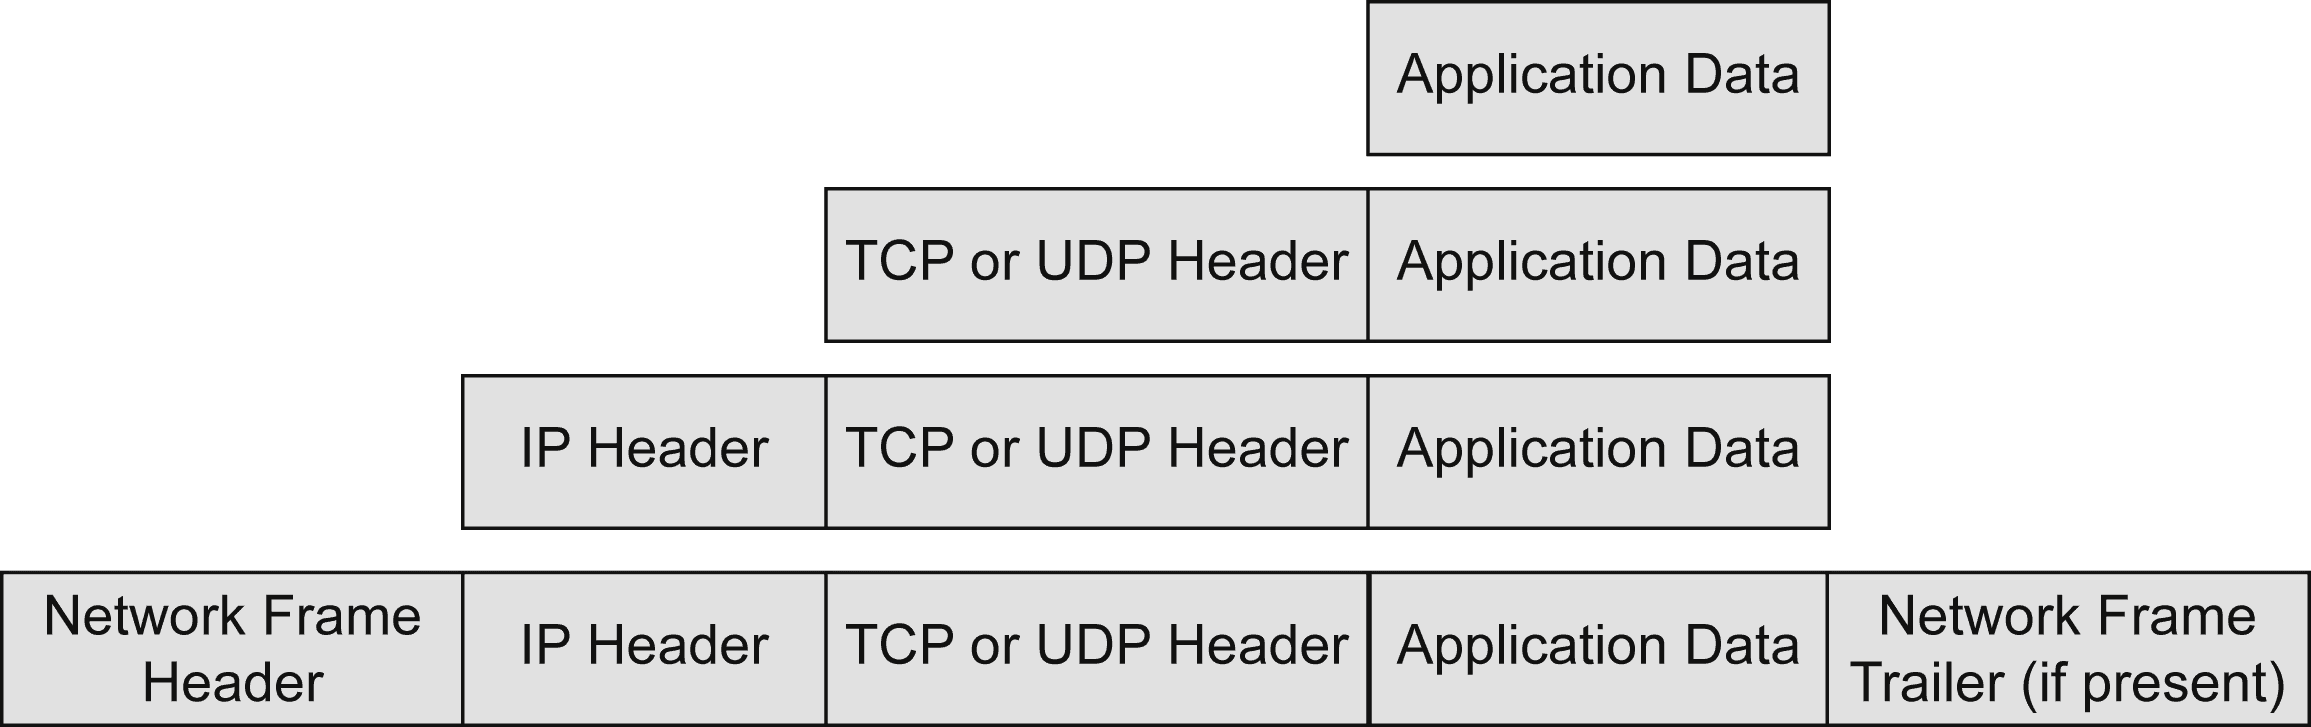 Application Data
TCP or UDP Header Application Data
IP Header TCP or UDP Header Application Data
Network Frame
Header
IP Header
TCP or UDP Header
Application Data
Network Frame
Trailer (if present)